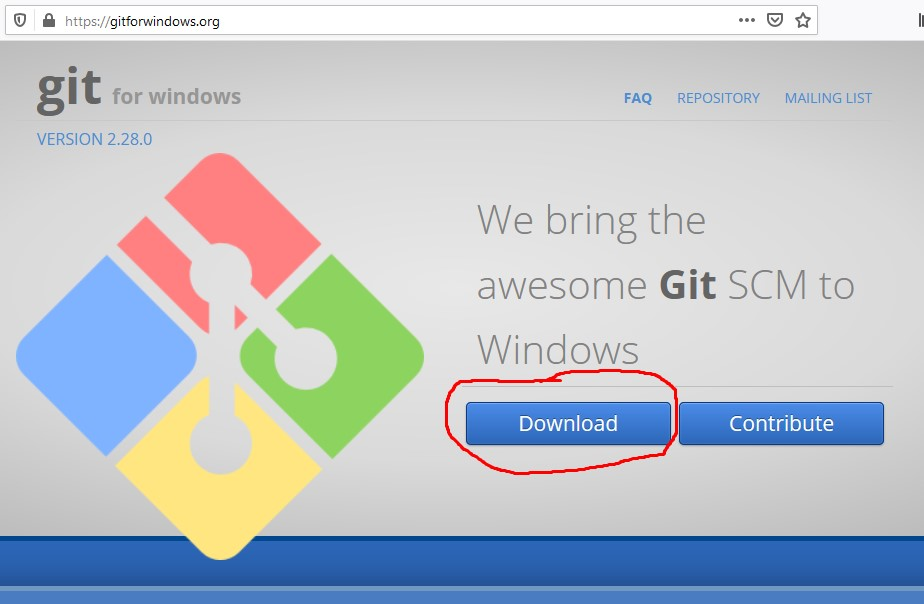 https://gitforwindows.org
git for windows
FAQ REPOSITORY MAILING LIST
VERSION 2.28.0
We bring the
awesome Git SCM to
Windows
Download Contribute